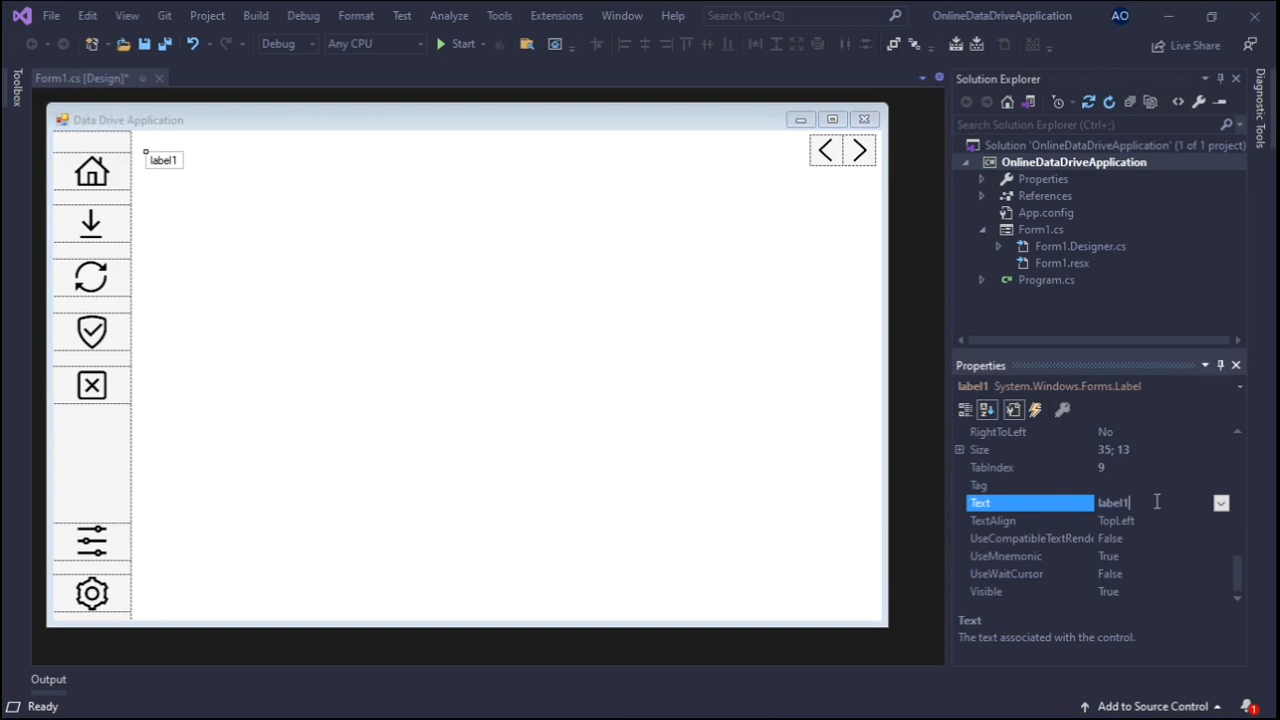 File Edit View Git Project Build Debug Format Test Analyze Tools Extensions Window Help Search (Ctrl+Q) OnlineDataDriveApplication AO
Debug Any CPU Start Live Share
Toolbox
Form1.cs [Design]*
Data Drive Application
label1
Solution Explorer
Search Solution Explorer (Ctrl+;)
Solution 'OnlineDataDriveApplication' (1 of 1 project)
OnlineDataDriveApplication
Properties
References
App.config
Form1.cs
Form1.Designer.cs
Form1.resx
Program.cs
Diagnostic Tools
Properties
label1 System.Windows.Forms.Label
RightToLeft No
Size 35; 13
TabIndex 9
Tag
Text label1
TextAlign TopLeft
UseCompatibleTextRende False
UseMnemonic True
UseWaitCursor False
Visible True
Text
The text associated with the control.
Output
Ready Add to Source Control 1